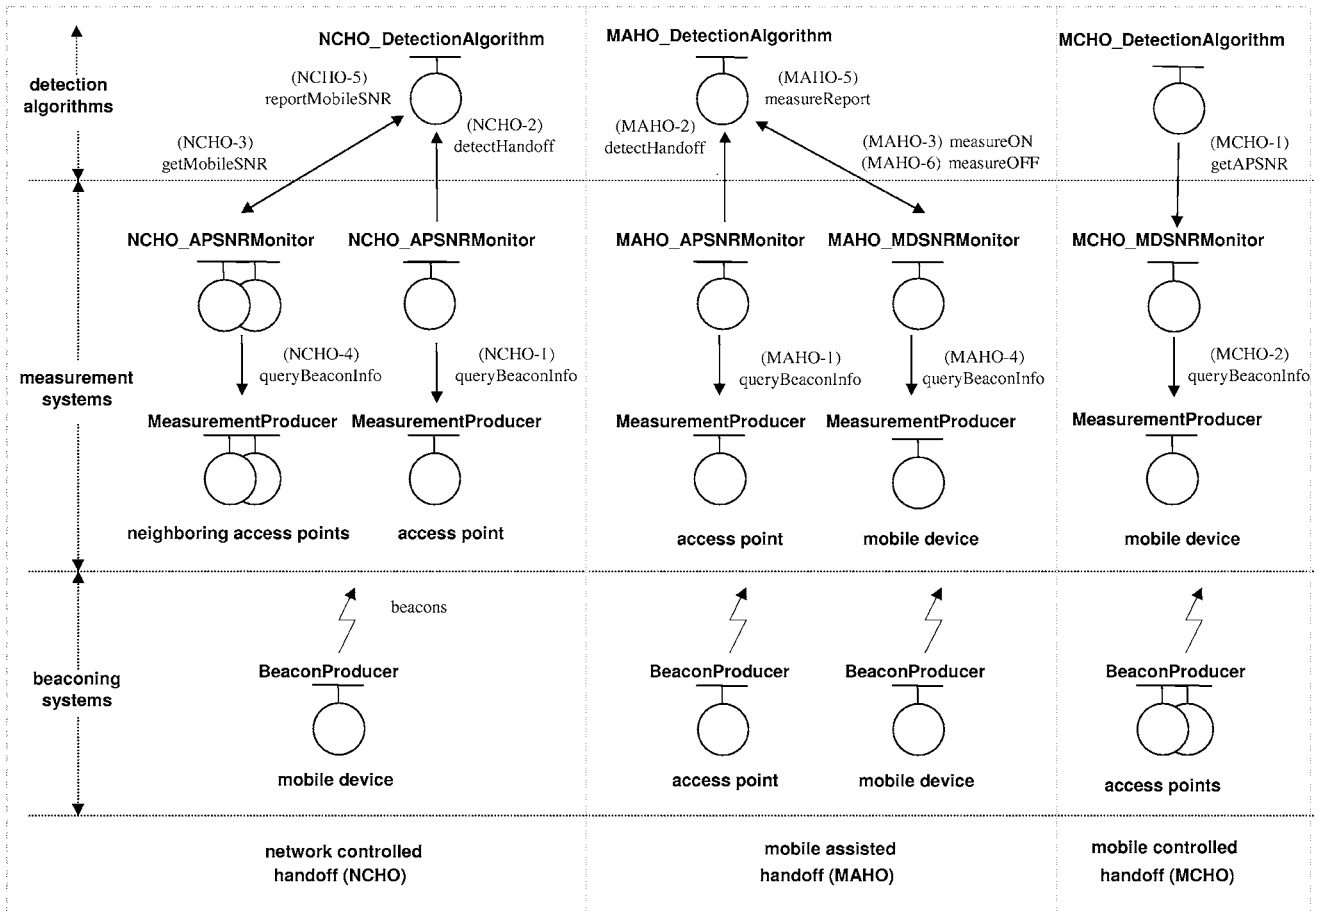 NCHO_DetectionAlgorithm
MAHO_DetectionAlgorithm
MCHO_DetectionAlgorithm
detection
algorithms
(NCHO-5)
reportMobileSNR
(MAHO-5)
measureReport
(NCHO-3)
getMobileSNR
(NCHO-2)
detectHandoff
(MAHO-2)
detectHandoff
(MAHO-3) measureON
(MAHO-6) measureOFF
(MCHO-1)
getAPSNR
measurement
systems
NCHO_APSNRMonitor
NCHO_APSNRMonitor
MAHO_APSNRMonitor
MAHO_MDSNRMonitor
MCHO_MDSNRMonitor
(NCHO-4)
queryBeaconInfo
(NCHO-1)
queryBeaconInfo
(MAHO-1)
queryBeaconInfo
(MAHO-4)
queryBeaconInfo
(MCHO-2)
queryBeaconInfo
MeasurementProducer
MeasurementProducer
MeasurementProducer
MeasurementProducer
MeasurementProducer
neighboring access points
access point
access point
mobile device
mobile device
beaconing
systems
beacons
BeaconProducer
BeaconProducer
BeaconProducer
BeaconProducer
mobile device
access point
mobile device
access points
network controlled
handoff (NCHO)
mobile assisted
handoff (MAHO)
mobile controlled
handoff (MCHO)